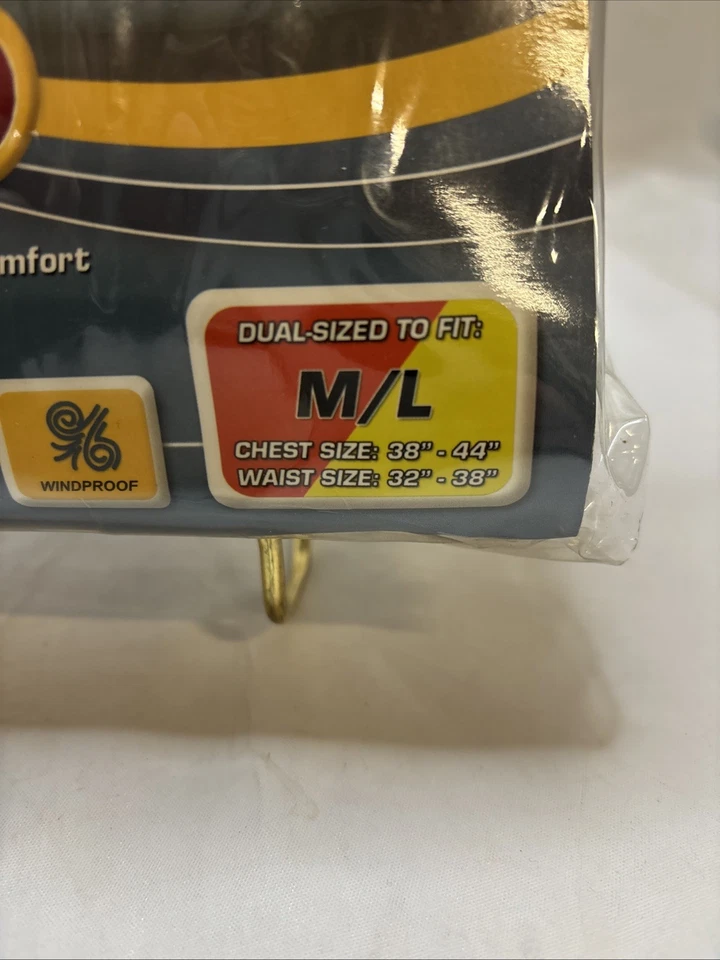 mfort
DUAL-SIZED TO FIT:
M/L
CHEST SIZE: 38" - 44"
WAIST SIZE: 32" - 38"
WINDPROOF